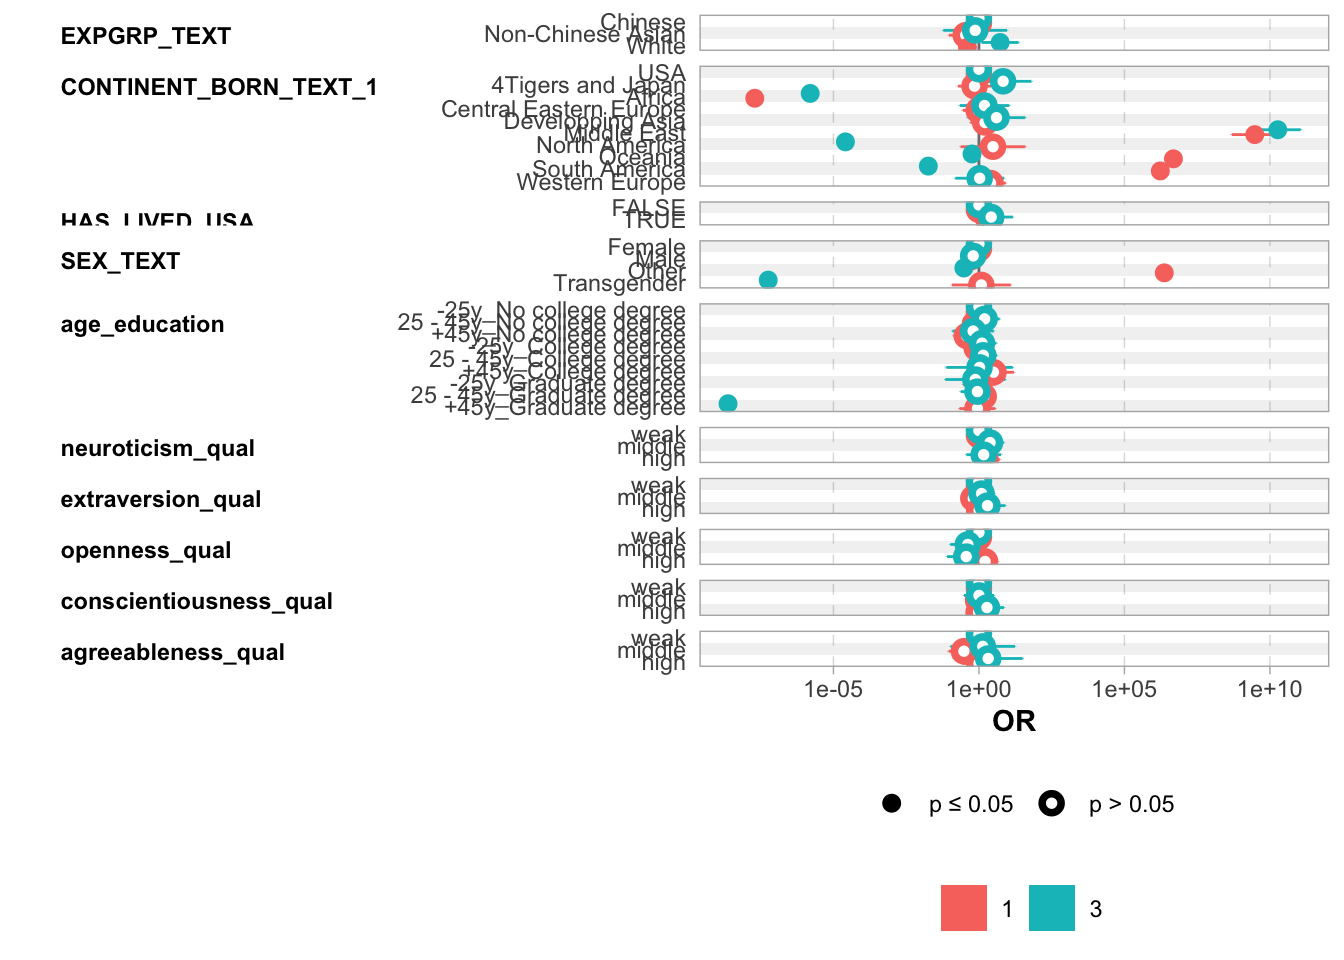 EXPGRP_TEXT
Chinese
Non-Chinese Asian
White
CONTINENT_BORN_TEXT_1
USA
4Tigers and Japan
Africa
Central Eastern Europe
Developping Asia
Middle East
North America
Oceania
South America
Western Europe
HAS_LIVED_USA
FALSE
TRUE
SEX_TEXT
Female
Male
Other
Transgender
age_education
-25y_No college degree
25 - 45y_No college degree
+45y_No college degree
-25y_College degree
25 - 45y_College degree
+45y_College degree
-25y_Graduate degree
25 - 45y_Graduate degree
+45y_Graduate degree
neuroticism_qual
weak
middle
high
extraversion_qual
weak
middle
high
openness_qual
weak
middle
high
conscientiousness_qual
weak
middle
high
agreeableness_qual
weak
middle
high
1e-05 1e+00 1e+05 1e+10
OR
p ≤ 0.05 p > 0.05
1 3